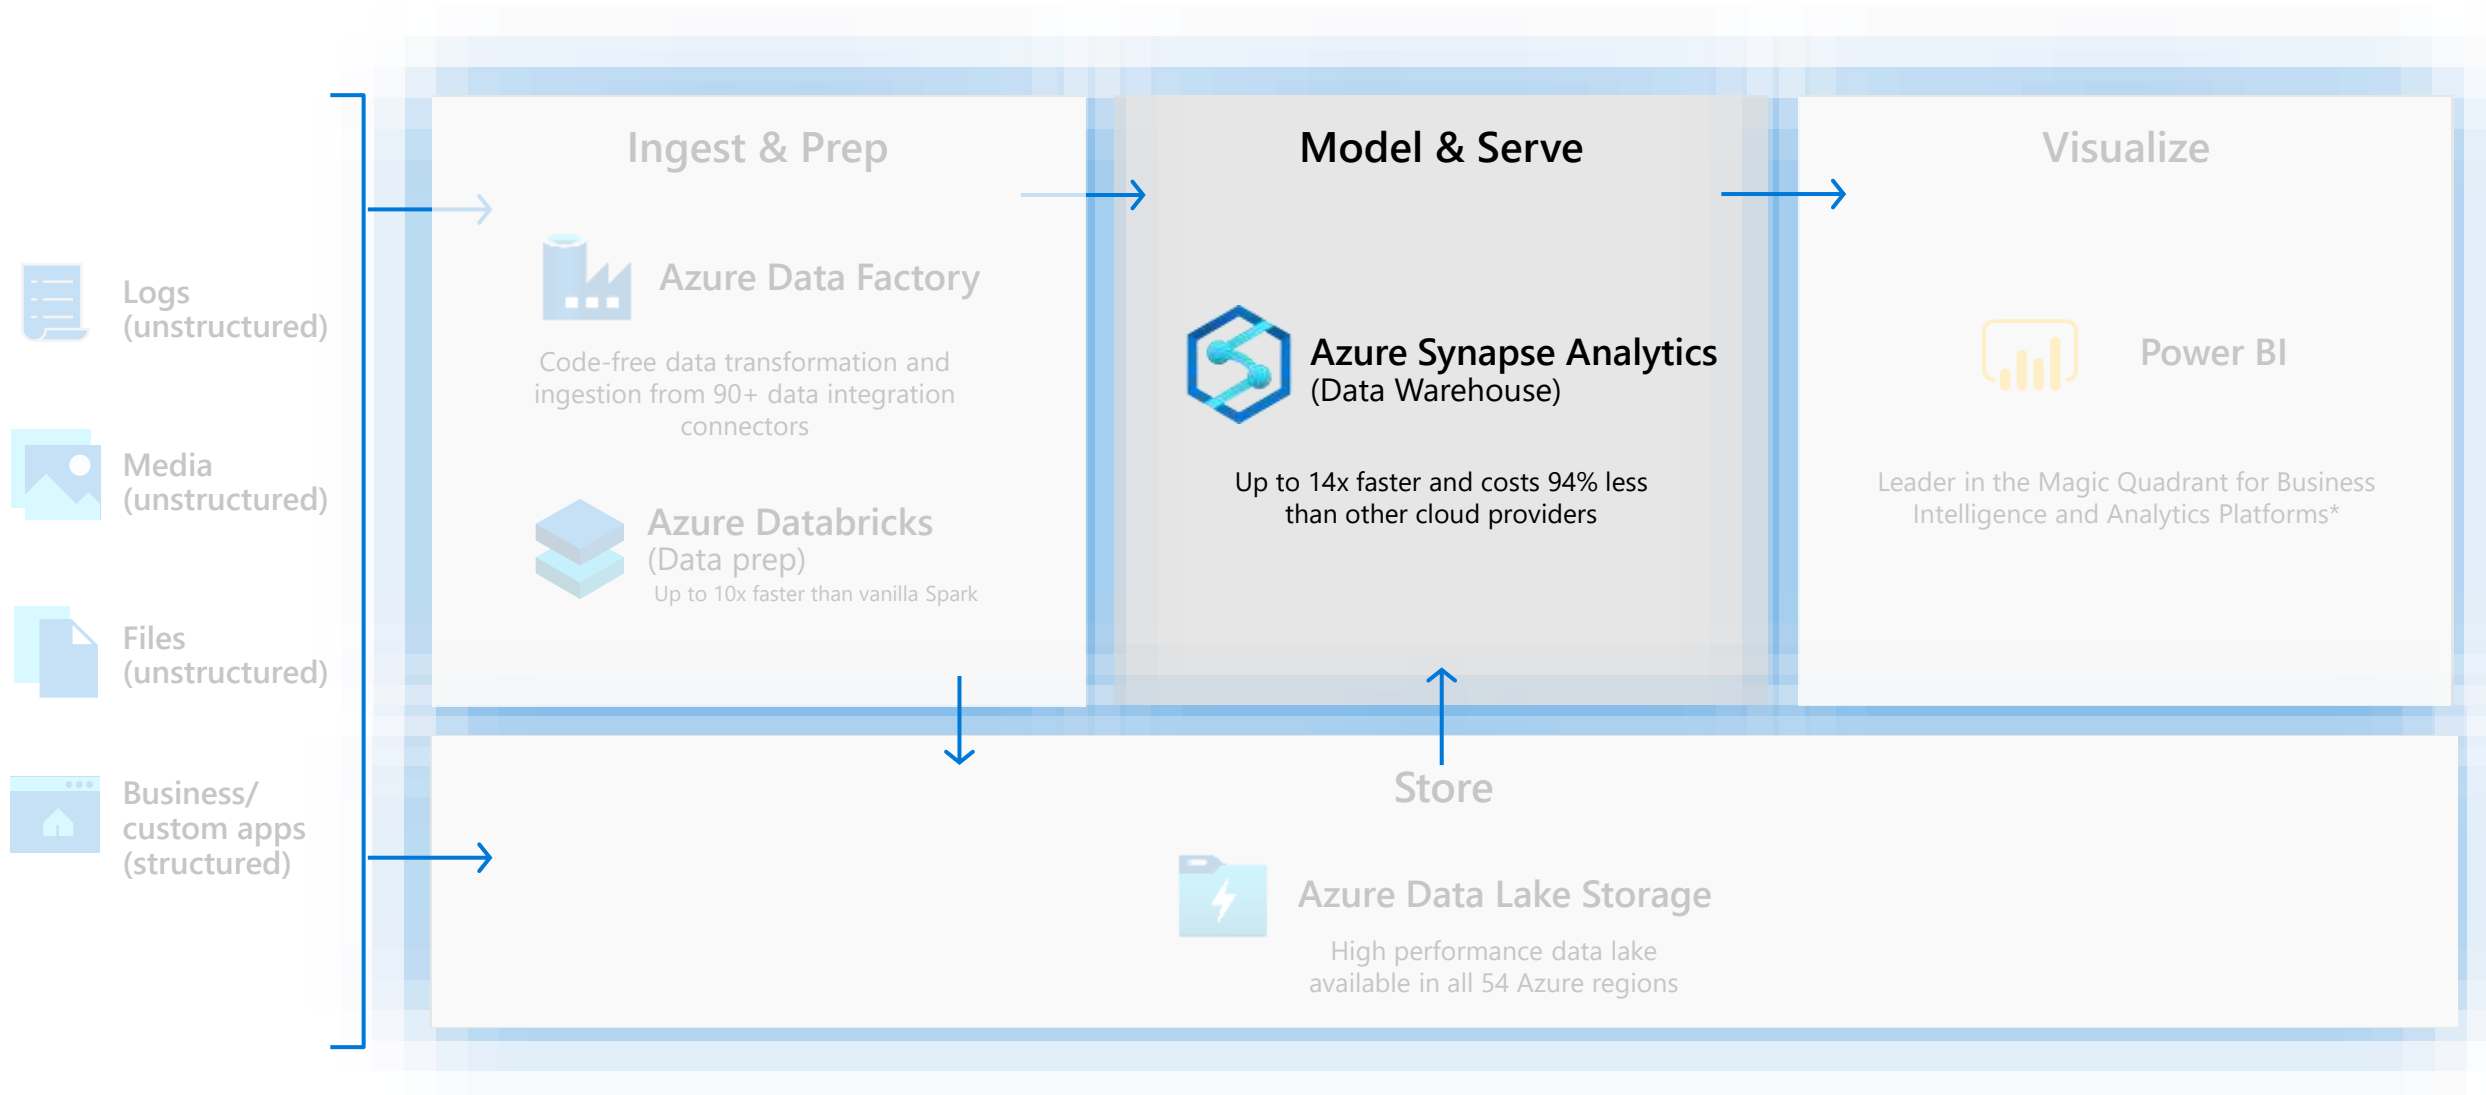 Logs
(unstructured)
Media
(unstructured)
Files
(unstructured)
Business/
custom apps
(structured)
Ingest & Prep
Azure Data Factory
Code-free data transformation and
ingestion from 90+ data integration
connectors
Azure Databricks
(Data prep)
Up to 10x faster than vanilla Spark
Model & Serve
Azure Synapse Analytics
(Data Warehouse)
Up to 14x faster and costs 94% less
than other cloud providers
Visualize
Power BI
Leader in the Magic Quadrant for Business
Intelligence and Analytics Platforms*
Store
Azure Data Lake Storage
High performance data lake
available in all 54 Azure regions